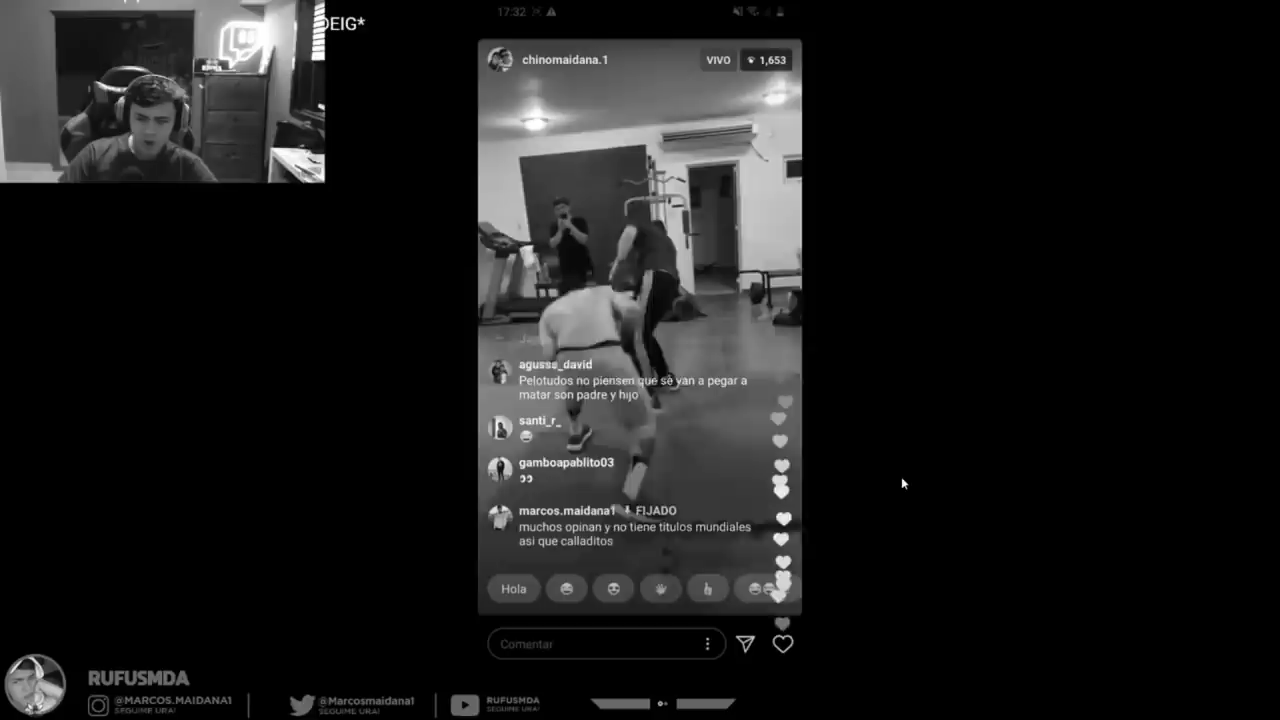 DEIG*
17:32
chinomaidana.1
VIVO
1,653
agusss_david
Pelotudos no piensen que se van a pegar a
matar son padre y hijo
santi_r_
gamboapablito03
marcos.maidana1 FIJADO
muchos opinan y no tiene titulos mundiales
asi que calladitos
Hola
Comentar
RUFUSMDA
@MARCOS.MAIDANA1
SEGUIME URA!
@Marcosmaidana1
SEGUIME URA!
RUFUSMDA
SEGUIME URA!